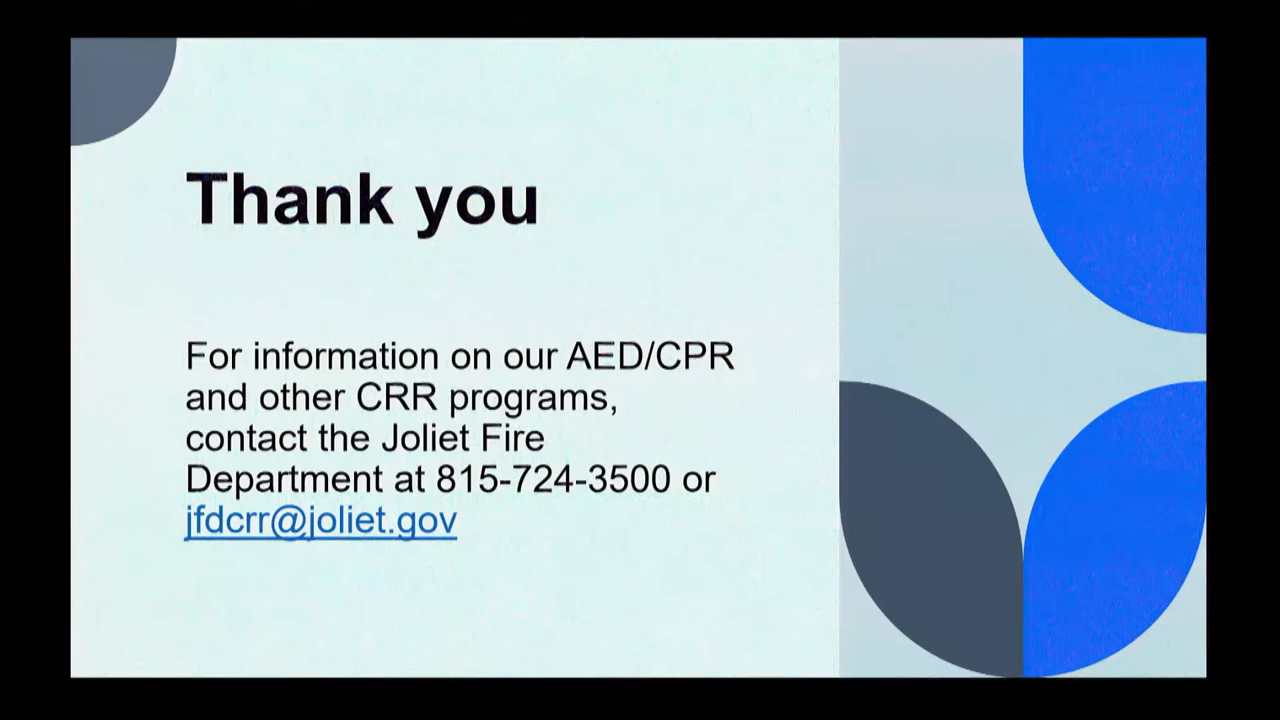 Thank you
For information on our AED/CPR
and other CRR programs,
contact the Joliet Fire
Department at 815-724-3500 or
jfdcrr@joliet.gov